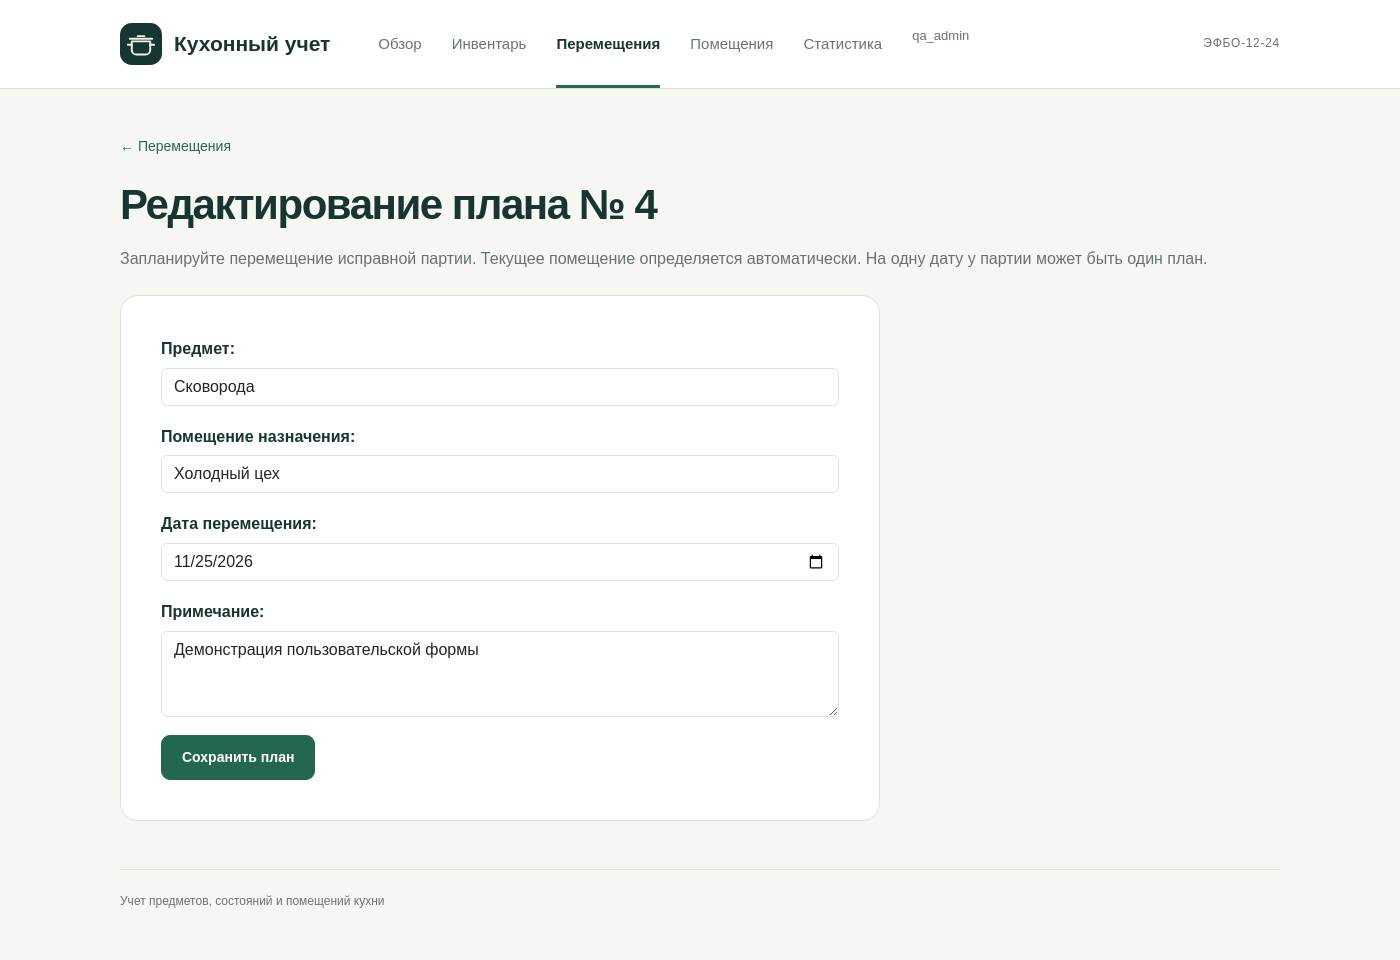 Кухонный учет
Обзор
Инвентарь
Перемещения
Помещения
Статистика
qa_admin
ЭФБО-12-24
← Перемещения
Редактирование плана № 4
Запланируйте перемещение исправной партии. Текущее помещение определяется автоматически. На одну дату у партии может быть один план.
Предмет:
Сковорода
Помещение назначения:
Холодный цех
Дата перемещения:
11/25/2026
Примечание:
Демонстрация пользовательской формы
Сохранить план
Учет предметов, состояний и помещений кухни